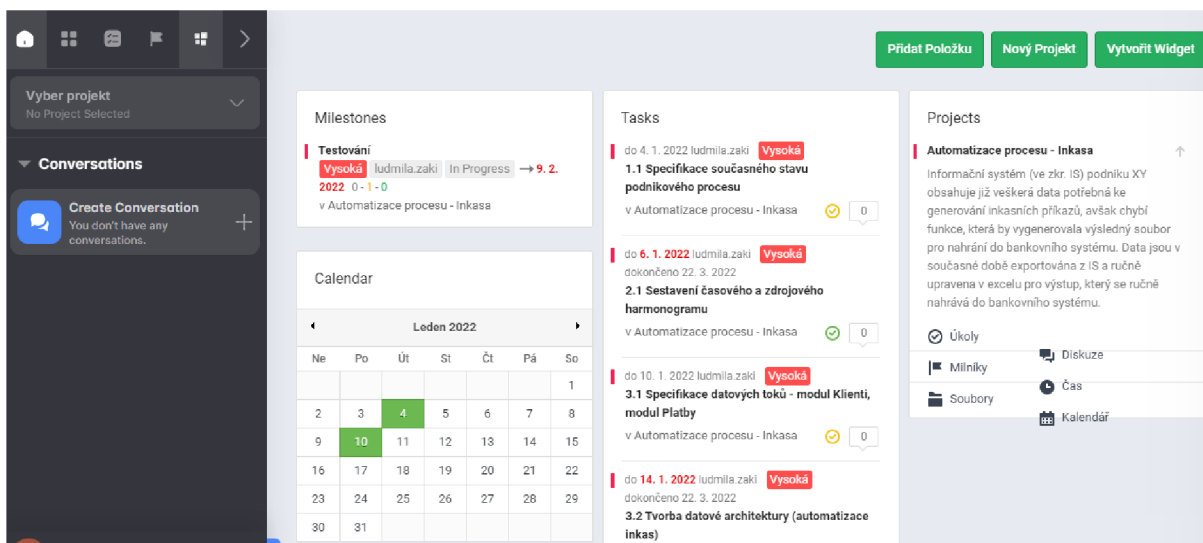 Přidat Položku
Nový Projekt
Vytvořit Widget
Vyber projekt
No Project Selected
Conversations
Create Conversation
You don't have any
conversations.
Milestones
Testování
Vysoká ludmila.zaki In Progress → 9. 2.
2022 0 - 1 - 0
v Automatizace procesu - Inkasa
Calendar
Leden 2022
Ne Po Út St Čt Pá So
1
2 3 4 5 6 7 8
9 10 11 12 13 14 15
16 17 18 19 20 21 22
23 24 25 26 27 28 29
30 31
Tasks
do 4. 1. 2022 ludmila.zaki Vysoká
1.1 Specifikace současného stavu
podnikového procesu
v Automatizace procesu - Inkasa 0
do 6. 1. 2022 ludmila.zaki Vysoká
dokončeno 22. 3. 2022
2.1 Sestavení časového a zdrojového
harmonogramu
v Automatizace procesu - Inkasa 0
do 10. 1. 2022 ludmila.zaki Vysoká
3.1 Specifikace datových toků - modul Klienti,
modul Platby
v Automatizace procesu - Inkasa 0
do 14. 1. 2022 ludmila.zaki Vysoká
dokončeno 22. 3. 2022
3.2 Tvorba datové architektury (automatizace
inkas)
Projects
Automatizace procesu - Inkasa
Informační systém (ve zkr. IS) podniku XY
obsahuje již veškerá data potřebná ke
generování inkasních příkazů, avšak chybí
funkce, která by vygenerovala výsledný soubor
pro nahrání do bankovního systému. Data jsou v
současné době exportována z IS a ručně
upravena v excelu pro výstup, který se ručně
nahrává do bankovního systému.
Úkoly
Diskuze
Milníky
Čas
Soubory
Kalendář